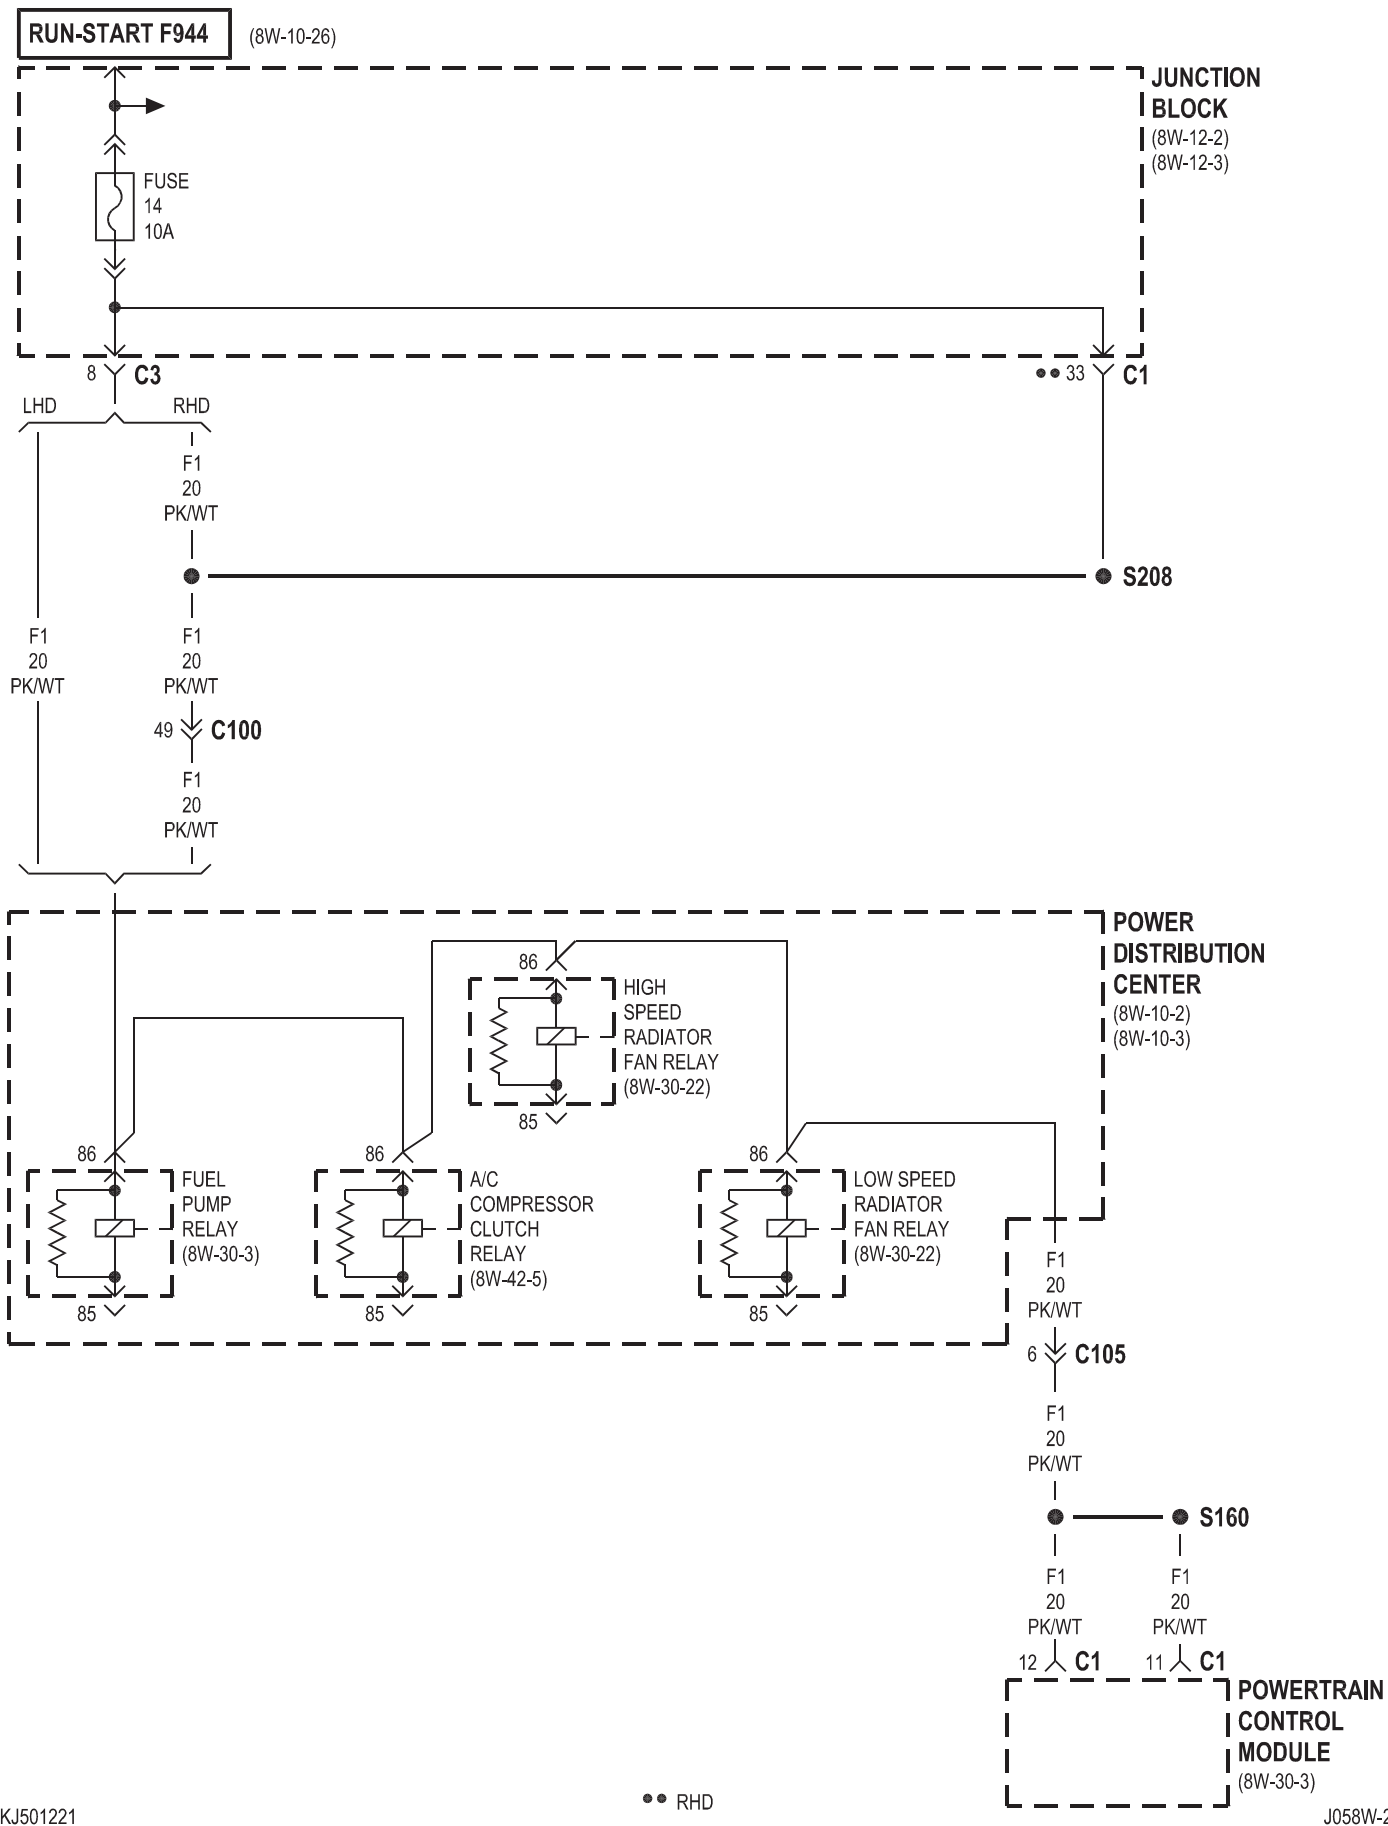 RUN-START F944 (8W-10-26)
JUNCTION
BLOCK
(8W-12-2)
(8W-12-3)
FUSE
14
10A
8 C3
33 C1
LHD RHD
F1
20
PK/WT
S208
F1
20
PK/WT
F1
20
PK/WT
49 C100
F1
20
PK/WT
POWER
DISTRIBUTION
CENTER
(8W-10-2)
(8W-10-3)
86
HIGH
SPEED
RADIATOR
FAN RELAY
(8W-30-22)
85
86
FUEL
PUMP
RELAY
(8W-30-3)
85
86
A/C
COMPRESSOR
CLUTCH
RELAY
(8W-42-5)
85
86
LOW SPEED
RADIATOR
FAN RELAY
(8W-30-22)
85
F1
20
PK/WT
6 C105
F1
20
PK/WT
S160
F1
20
PK/WT
F1
20
PK/WT
12 C1
11 C1
POWERTRAIN
CONTROL
MODULE
(8W-30-3)
KJ501221
•• RHD
J058W-2